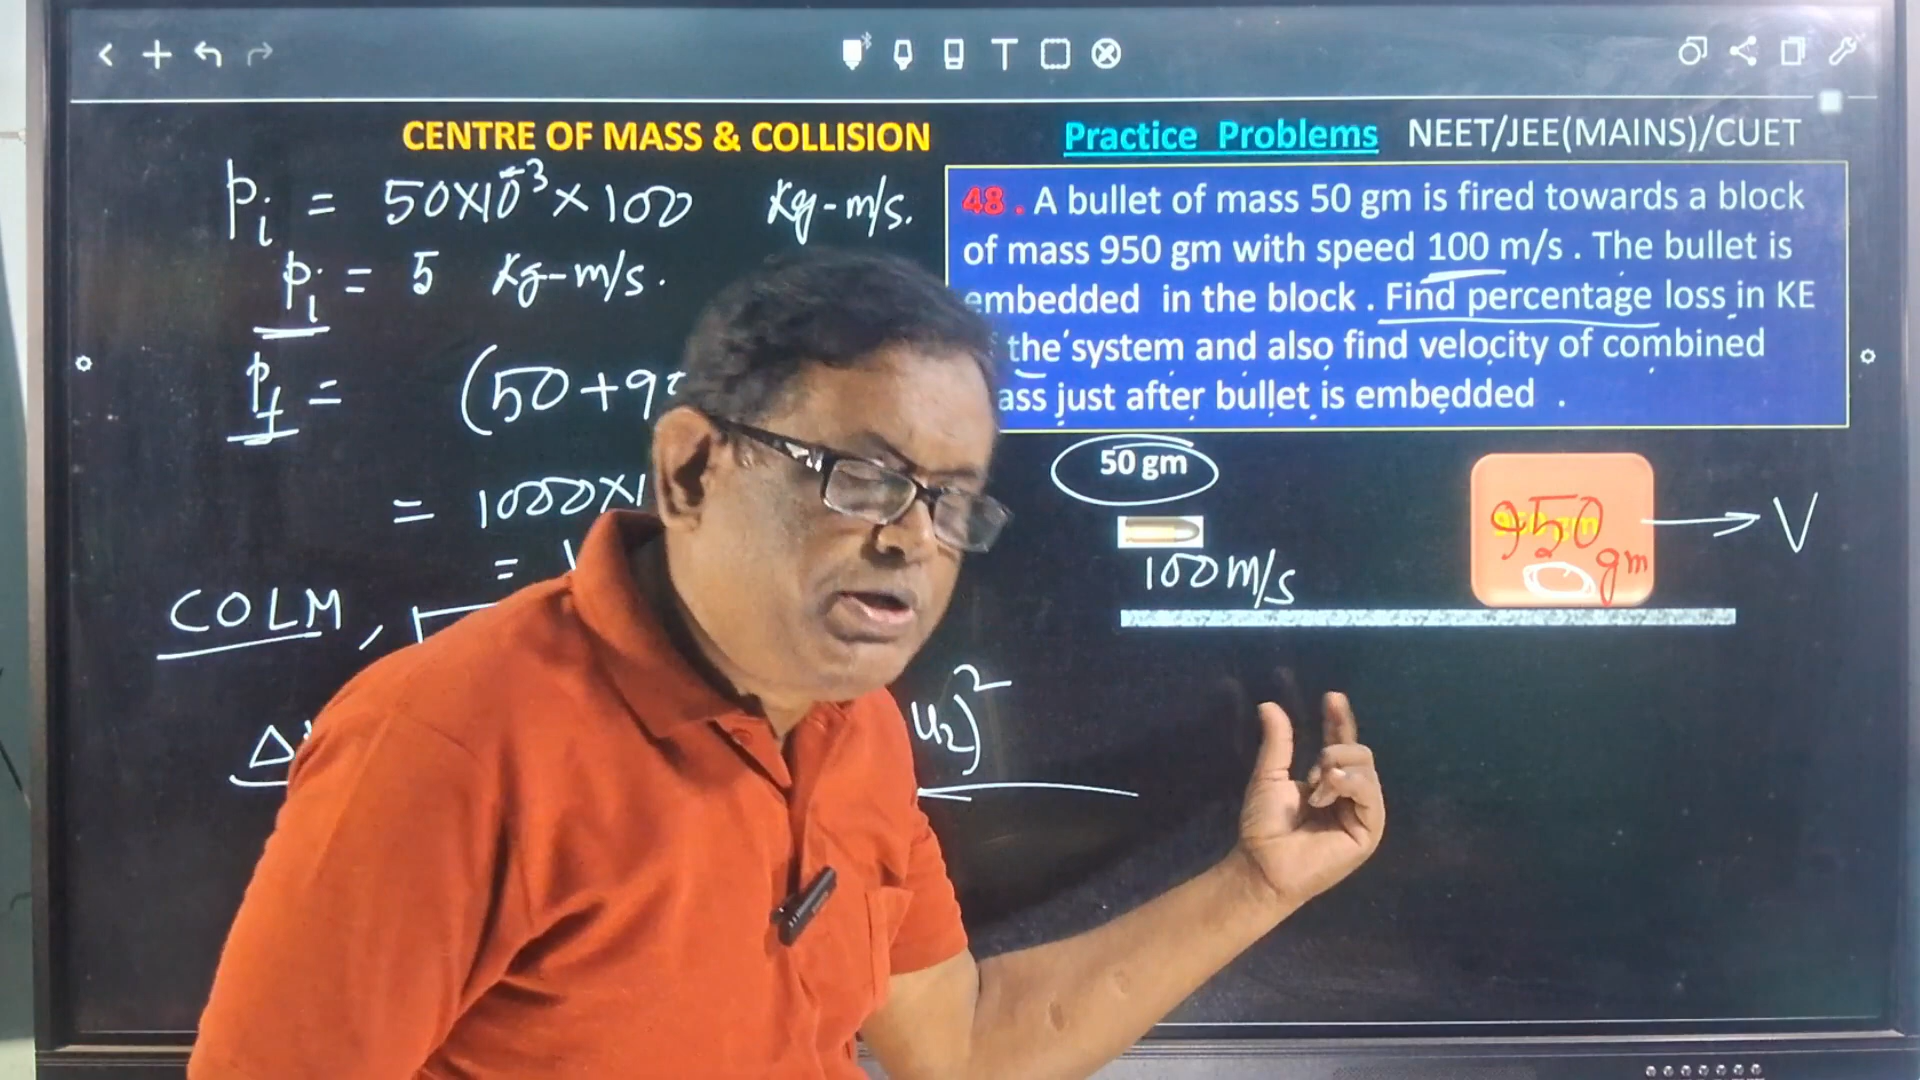 CENTRE OF MASS & COLLISION
Practice Problems NEET/JEE(MAINS)/CUET
pi = 50×10⁻³×100 Kg-m/s.
pi = 5 Kg-m/s.
pf = (50+9
= 1000×1
=
COLM,
Δ
u₂)²
48. A bullet of mass 50 gm is fired towards a block
of mass 950 gm with speed 100 m/s . The bullet is
embedded in the block . Find percentage loss in KE
the system and also find velocity of combined
ass just after bullet is embedded .
50 gm
950 gm
V
100m/s